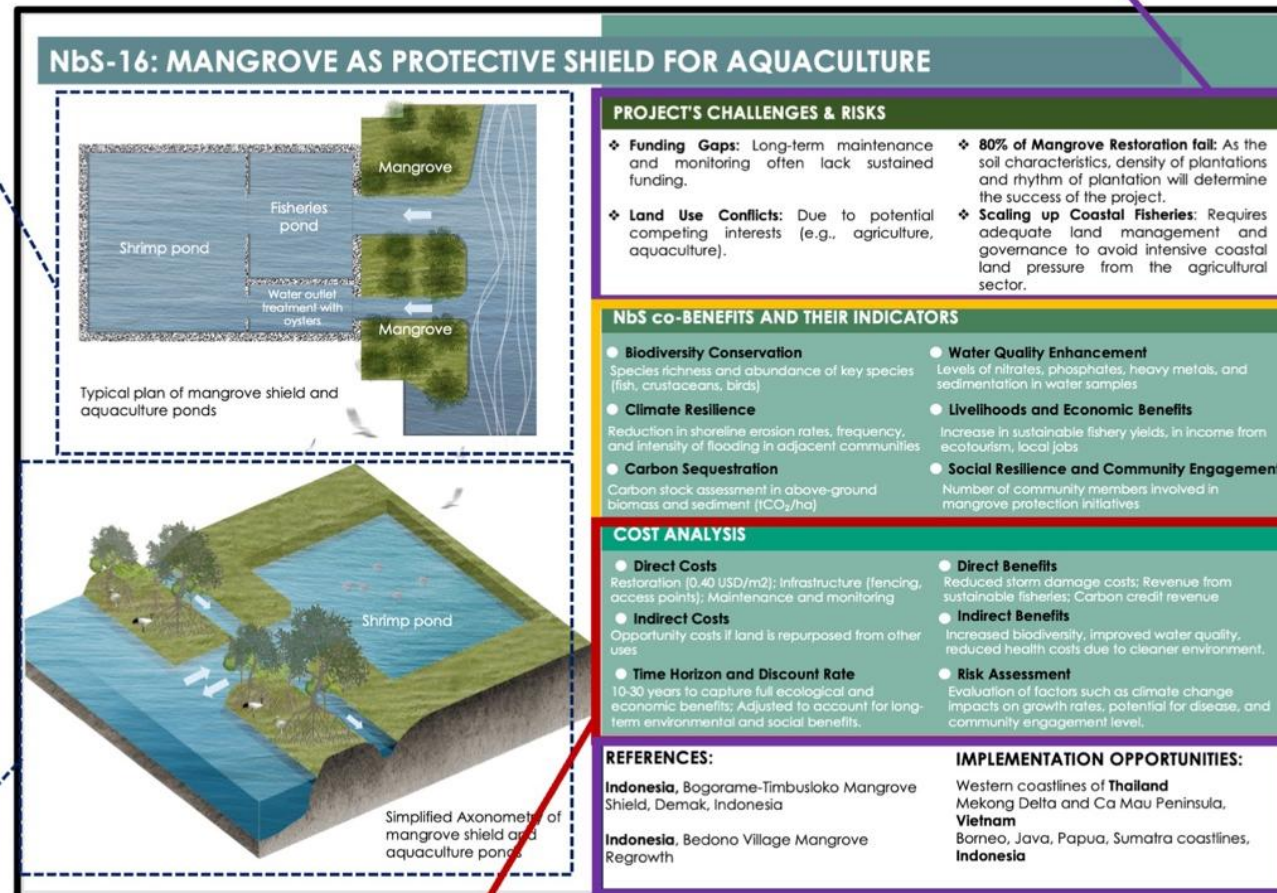 NbS-16: MANGROVE AS PROTECTIVE SHIELD FOR AQUACULTURE
Mangrove
Fisheries
pond
Shrimp pond
Water outlet
treatment with
oysters
Mangrove
Typical plan of mangrove shield and
aquaculture ponds
Shrimp pond
Simplified Axonometry of
mangrove shield and
aquaculture ponds
PROJECT'S CHALLENGES & RISKS
❖ Funding Gaps: Long-term maintenance
and monitoring often lack sustained
funding.
❖ Land Use Conflicts: Due to potential
competing interests (e.g., agriculture,
aquaculture).
❖ 80% of Mangrove Restoration fail: As the
soil characteristics, density of plantations
and rhythm of plantation will determine
the success of the project.
❖ Scaling up Coastal Fisheries: Requires
adequate land management and
governance to avoid intensive coastal
land pressure from the agricultural
sector.
NbS co-BENEFITS AND THEIR INDICATORS
Biodiversity Conservation
Species richness and abundance of key species
(fish, crustaceans, birds)
Climate Resilience
Reduction in shoreline erosion rates, frequency,
and intensity of flooding in adjacent communities
Carbon Sequestration
Carbon stock assessment in above-ground
biomass and sediment (tCO₂/ha)
Water Quality Enhancement
Levels of nitrates, phosphates, heavy metals, and
sedimentation in water samples
Livelihoods and Economic Benefits
Increase in sustainable fishery yields, in income from
ecotourism, local jobs
Social Resilience and Community Engagement
Number of community members involved in
mangrove protection initiatives
COST ANALYSIS
Direct Costs
Restoration (0.40 USD/m2); Infrastructure (fencing,
access points); Maintenance and monitoring
Indirect Costs
Opportunity costs if land is repurposed from other
uses
Time Horizon and Discount Rate
10-30 years to capture full ecological and
economic benefits; Adjusted to account for long-
term environmental and social benefits.
Direct Benefits
Reduced storm damage costs; Revenue from
sustainable fisheries; Carbon credit revenue
Indirect Benefits
Increased biodiversity, improved water quality,
reduced health costs due to cleaner environment.
Risk Assessment
Evaluation of factors such as climate change
impacts on growth rates, potential for disease, and
community engagement level.
REFERENCES:
Indonesia, Bogorame-Timbusloko Mangrove
Shield, Demak, Indonesia
Indonesia, Bedono Village Mangrove
Regrowth
IMPLEMENTATION OPPORTUNITIES:
Western coastlines of Thailand
Mekong Delta and Ca Mau Peninsula,
Vietnam
Borneo, Java, Papua, Sumatra coastlines,
Indonesia